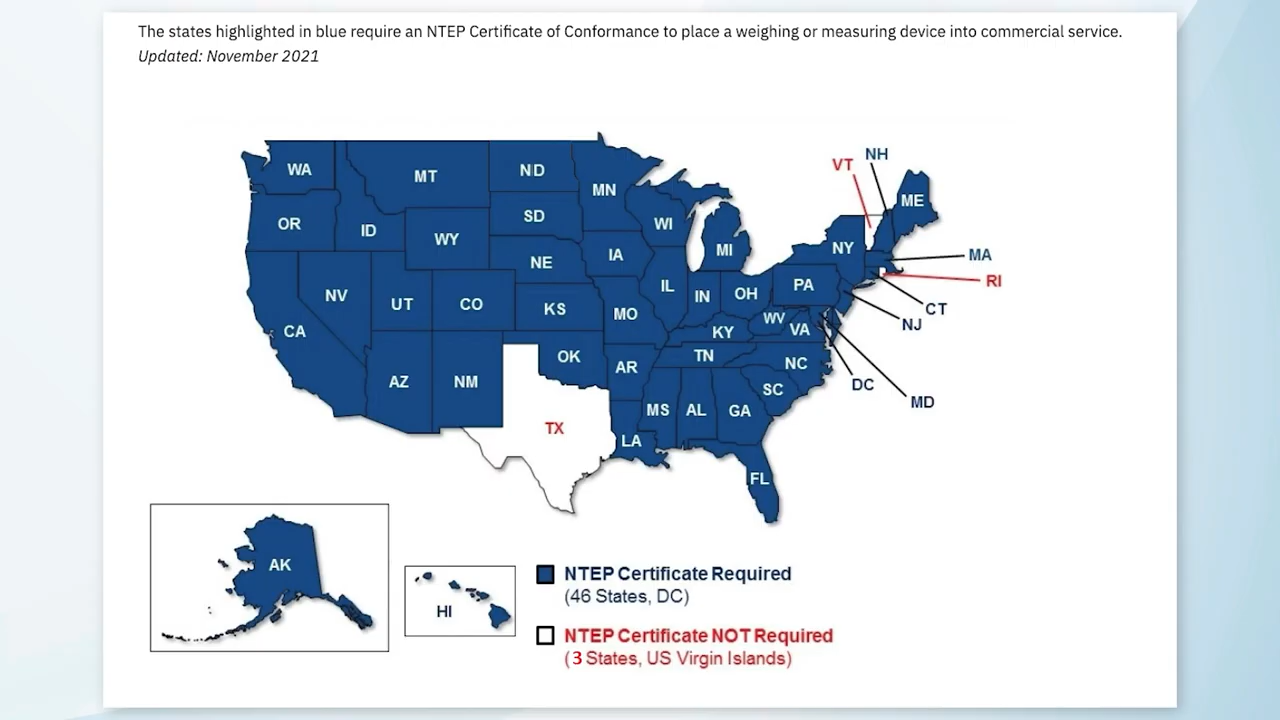 The states highlighted in blue require an NTEP Certificate of Conformance to place a weighing or measuring device into commercial service.
Updated: November 2021
WA
MT
ND
MN
VT
NH
ME
OR
ID
SD
WI
WY
MI
NY
MA
IA
NE
RI
NV
UT
CO
IL
IN
OH
PA
KS
MO
CT
NJ
CA
KY
WV
VA
OK
TN
AR
NC
AZ
NM
SC
DC
MD
MS
AL
GA
TX
LA
FL
AK
HI
NTEP Certificate Required
(46 States, DC)
NTEP Certificate NOT Required
(3 States, US Virgin Islands)